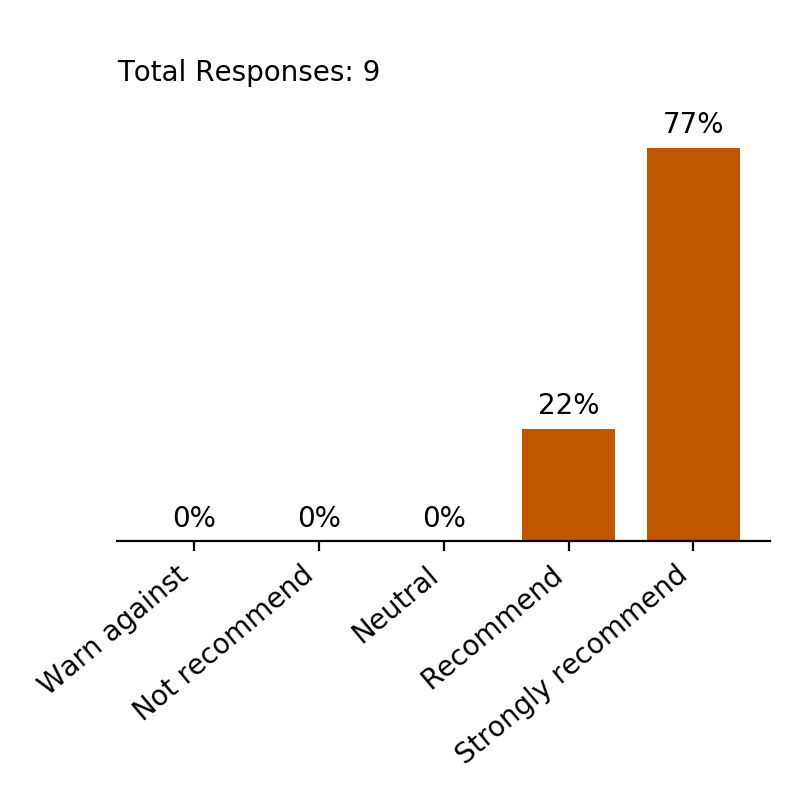 Total Responses: 9
77%
22%
0%
0%
0%
Warn against
Not recommend
Neutral
Recommend
Strongly recommend